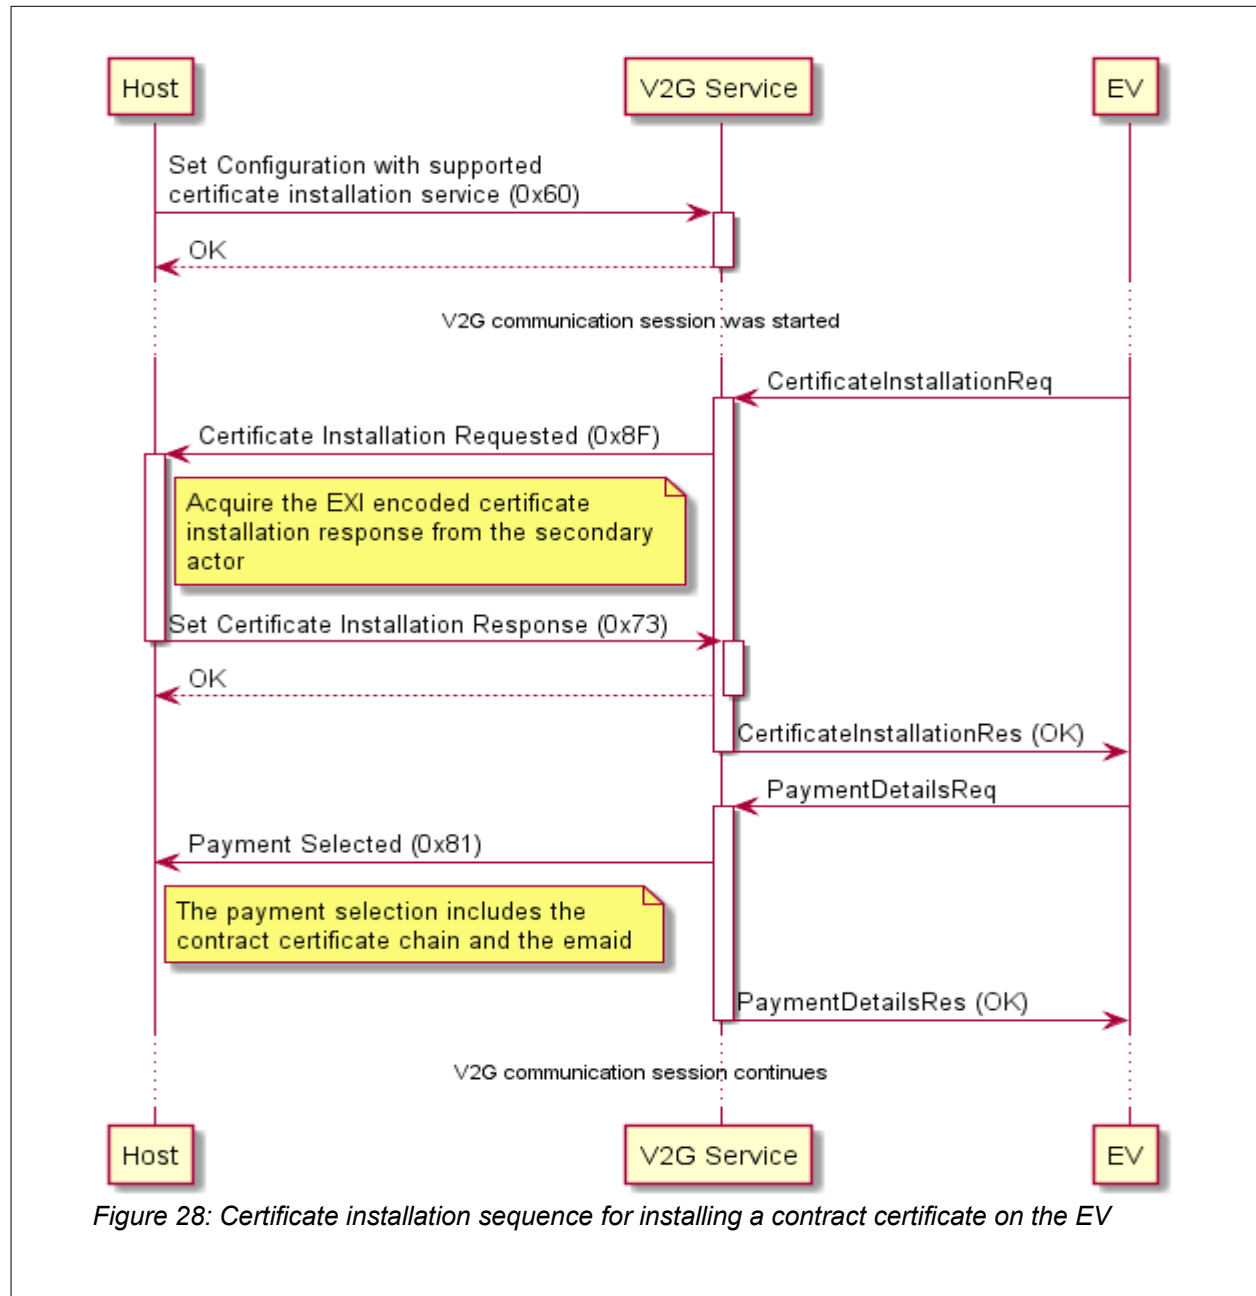 Host
V2G Service
EV
Set Configuration with supported
certificate installation service (0x60)
OK
V2G communication session was started
CertificateInstallationReq
Certificate Installation Requested (0x8F)
Acquire the EXI encoded certificate
installation response from the secondary
actor
Set Certificate Installation Response (0x73)
OK
CertificateInstallationRes (OK)
PaymentDetailsReq
Payment Selected (0x81)
The payment selection includes the
contract certificate chain and the emaid
PaymentDetailsRes (OK)
V2G communication session continues
Host
V2G Service
EV
Figure 28: Certificate installation sequence for installing a contract certificate on the EV